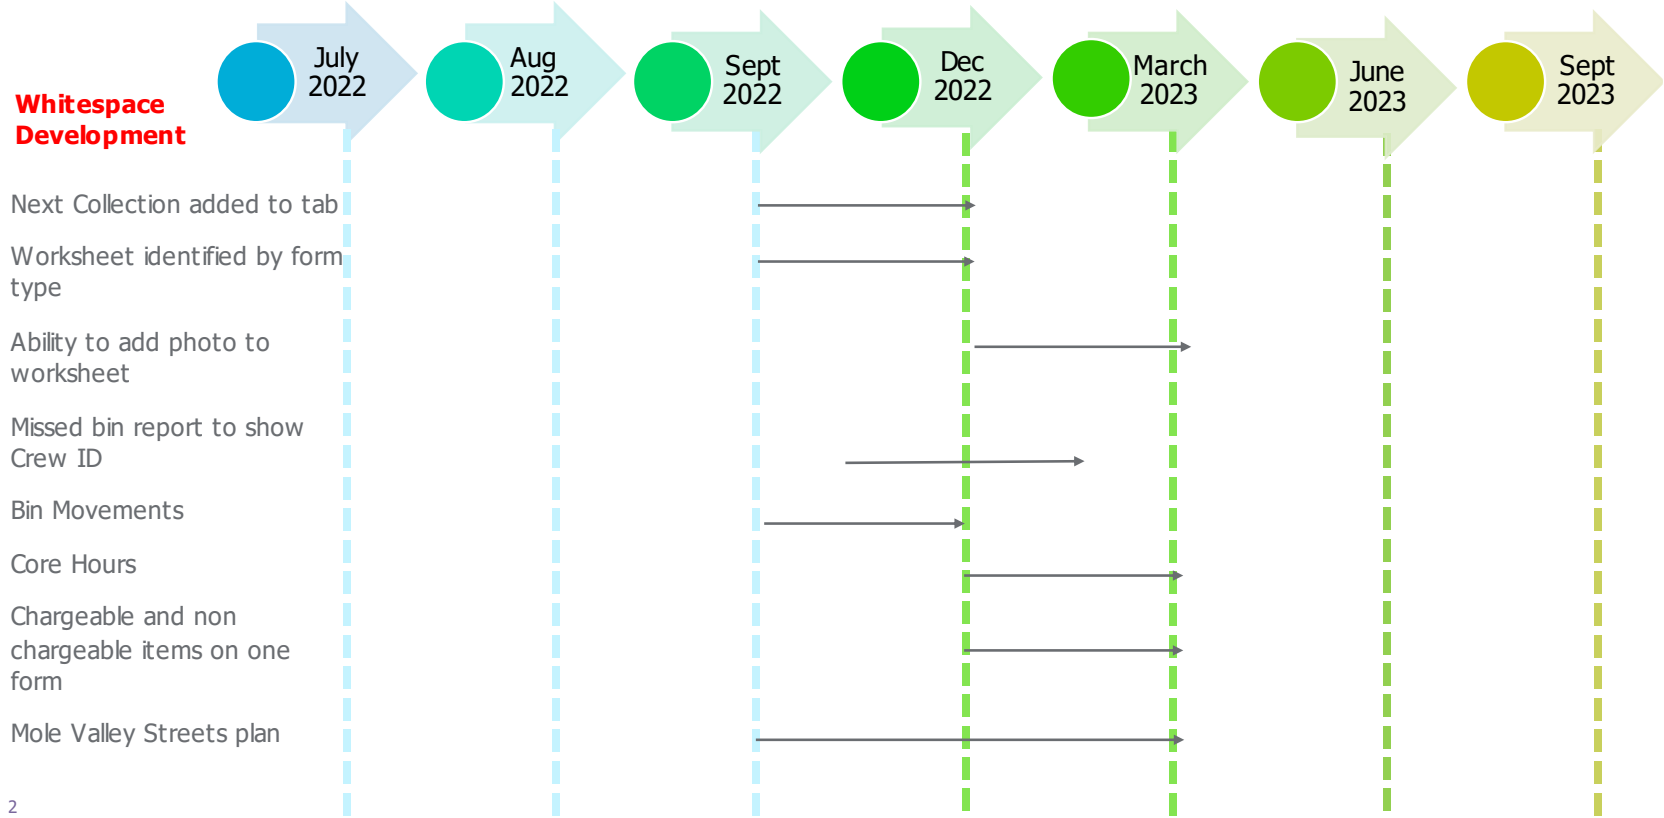 July
2022
Aug
2022
Sept
2022
Dec
2022
March
2023
June
2023
Sept
2023
Whitespace
Development
Next Collection added to tab
Worksheet identified by form
type
Ability to add photo to
worksheet
Missed bin report to show
Crew ID
Bin Movements
Core Hours
Chargeable and non
chargeable items on one
form
Mole Valley Streets plan
2